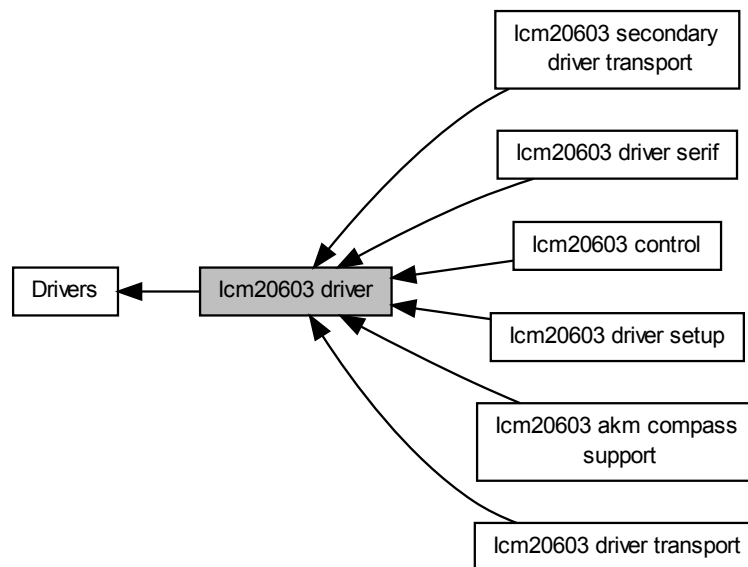 Icm20603 secondary
driver transport
Icm20603 driver serif
Icm20603 control
Drivers
Icm20603 driver
Icm20603 driver setup
Icm20603 akm compass
support
Icm20603 driver transport